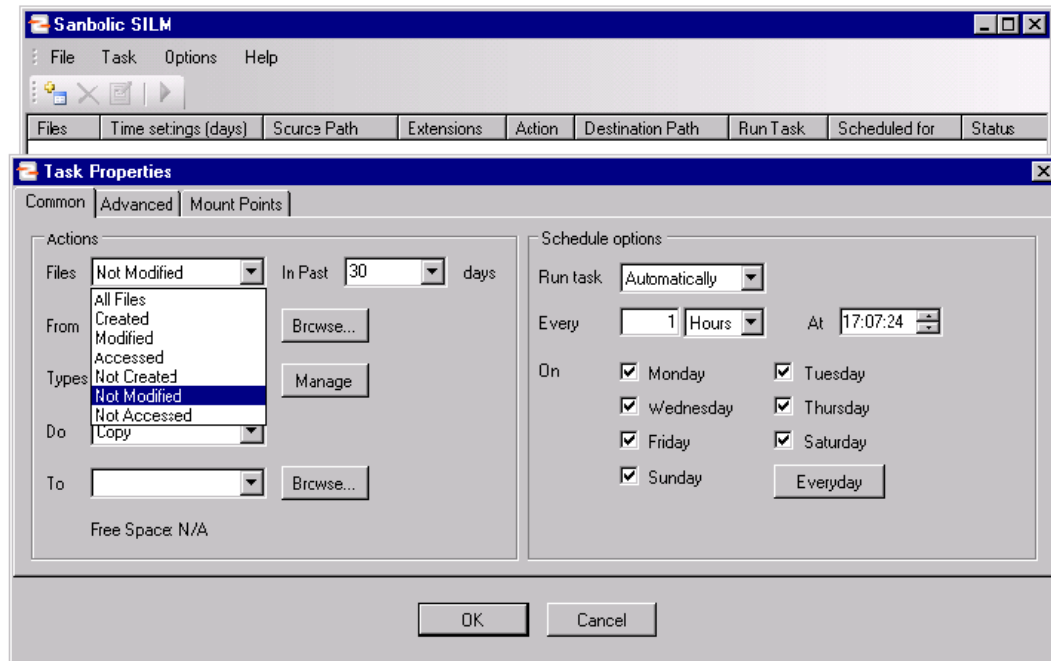 Sanbolic SILM
File Task Options Help
Files Time settings (days) Source Path Extensions Action Destination Path Run Task Scheduled for Status
Task Properties
Common Advanced Mount Points
Actions
Files Not Modified In Past 30 days
All Files
Created
Modified
Accessed
Not Created
Not Modified
Not Accessed
From Browse...
Types Manage
Do Copy
To Browse...
Free Space: N/A
Schedule options
Run task Automatically
Every 1 Hours At 17:07:24
On Monday Tuesday
Wednesday Thursday
Friday Saturday
Sunday Everyday
OK Cancel